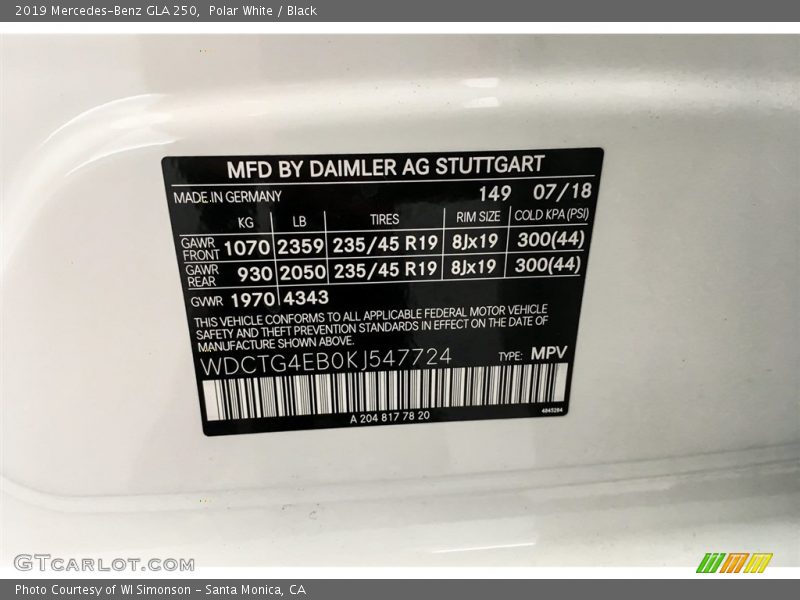 2019 Mercedes-Benz GLA 250,  Polar White / Black
MFD BY DAIMLER AG STUTTGART
MADE.IN GERMANY 149 07/18
KG LB TIRES RIM SIZE COLD KPA (PSI)
GAWR FRONT 1070 2359 235/45 R19 8Jx19 300(44)
GAWR REAR 930 2050 235/45 R19 8Jx19 300(44)
GVWR 1970 4343
THIS VEHICLE CONFORMS TO ALL APPLICABLE FEDERAL MOTOR VEHICLE
SAFETY AND THEFT PREVENTION STANDARDS IN EFFECT ON THE DATE OF
MANUFACTURE SHOWN ABOVE.
WDCTG4EB0KJ547724 TYPE: MPV
A 204 817 78 20 4845204
GTCARLOT.COM
Photo Courtesy of WI Simonson - Santa Monica, CA